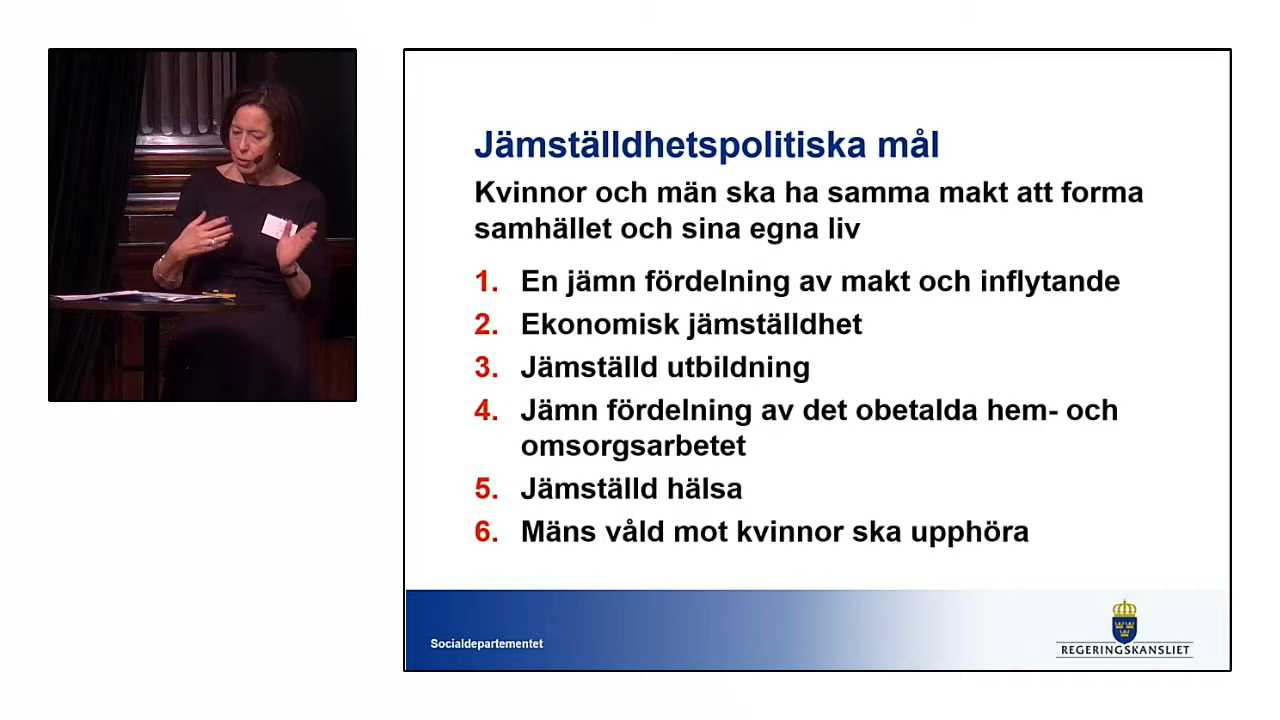 Jämställdhetspolitiska mål
Kvinnor och män ska ha samma makt att forma
samhället och sina egna liv
1. En jämn fördelning av makt och inflytande
2. Ekonomisk jämställdhet
3. Jämställd utbildning
4. Jämn fördelning av det obetalda hem- och
omsorgsarbetet
5. Jämställd hälsa
6. Mäns våld mot kvinnor ska upphöra
Socialdepartementet
REGERINGSKANSLIET